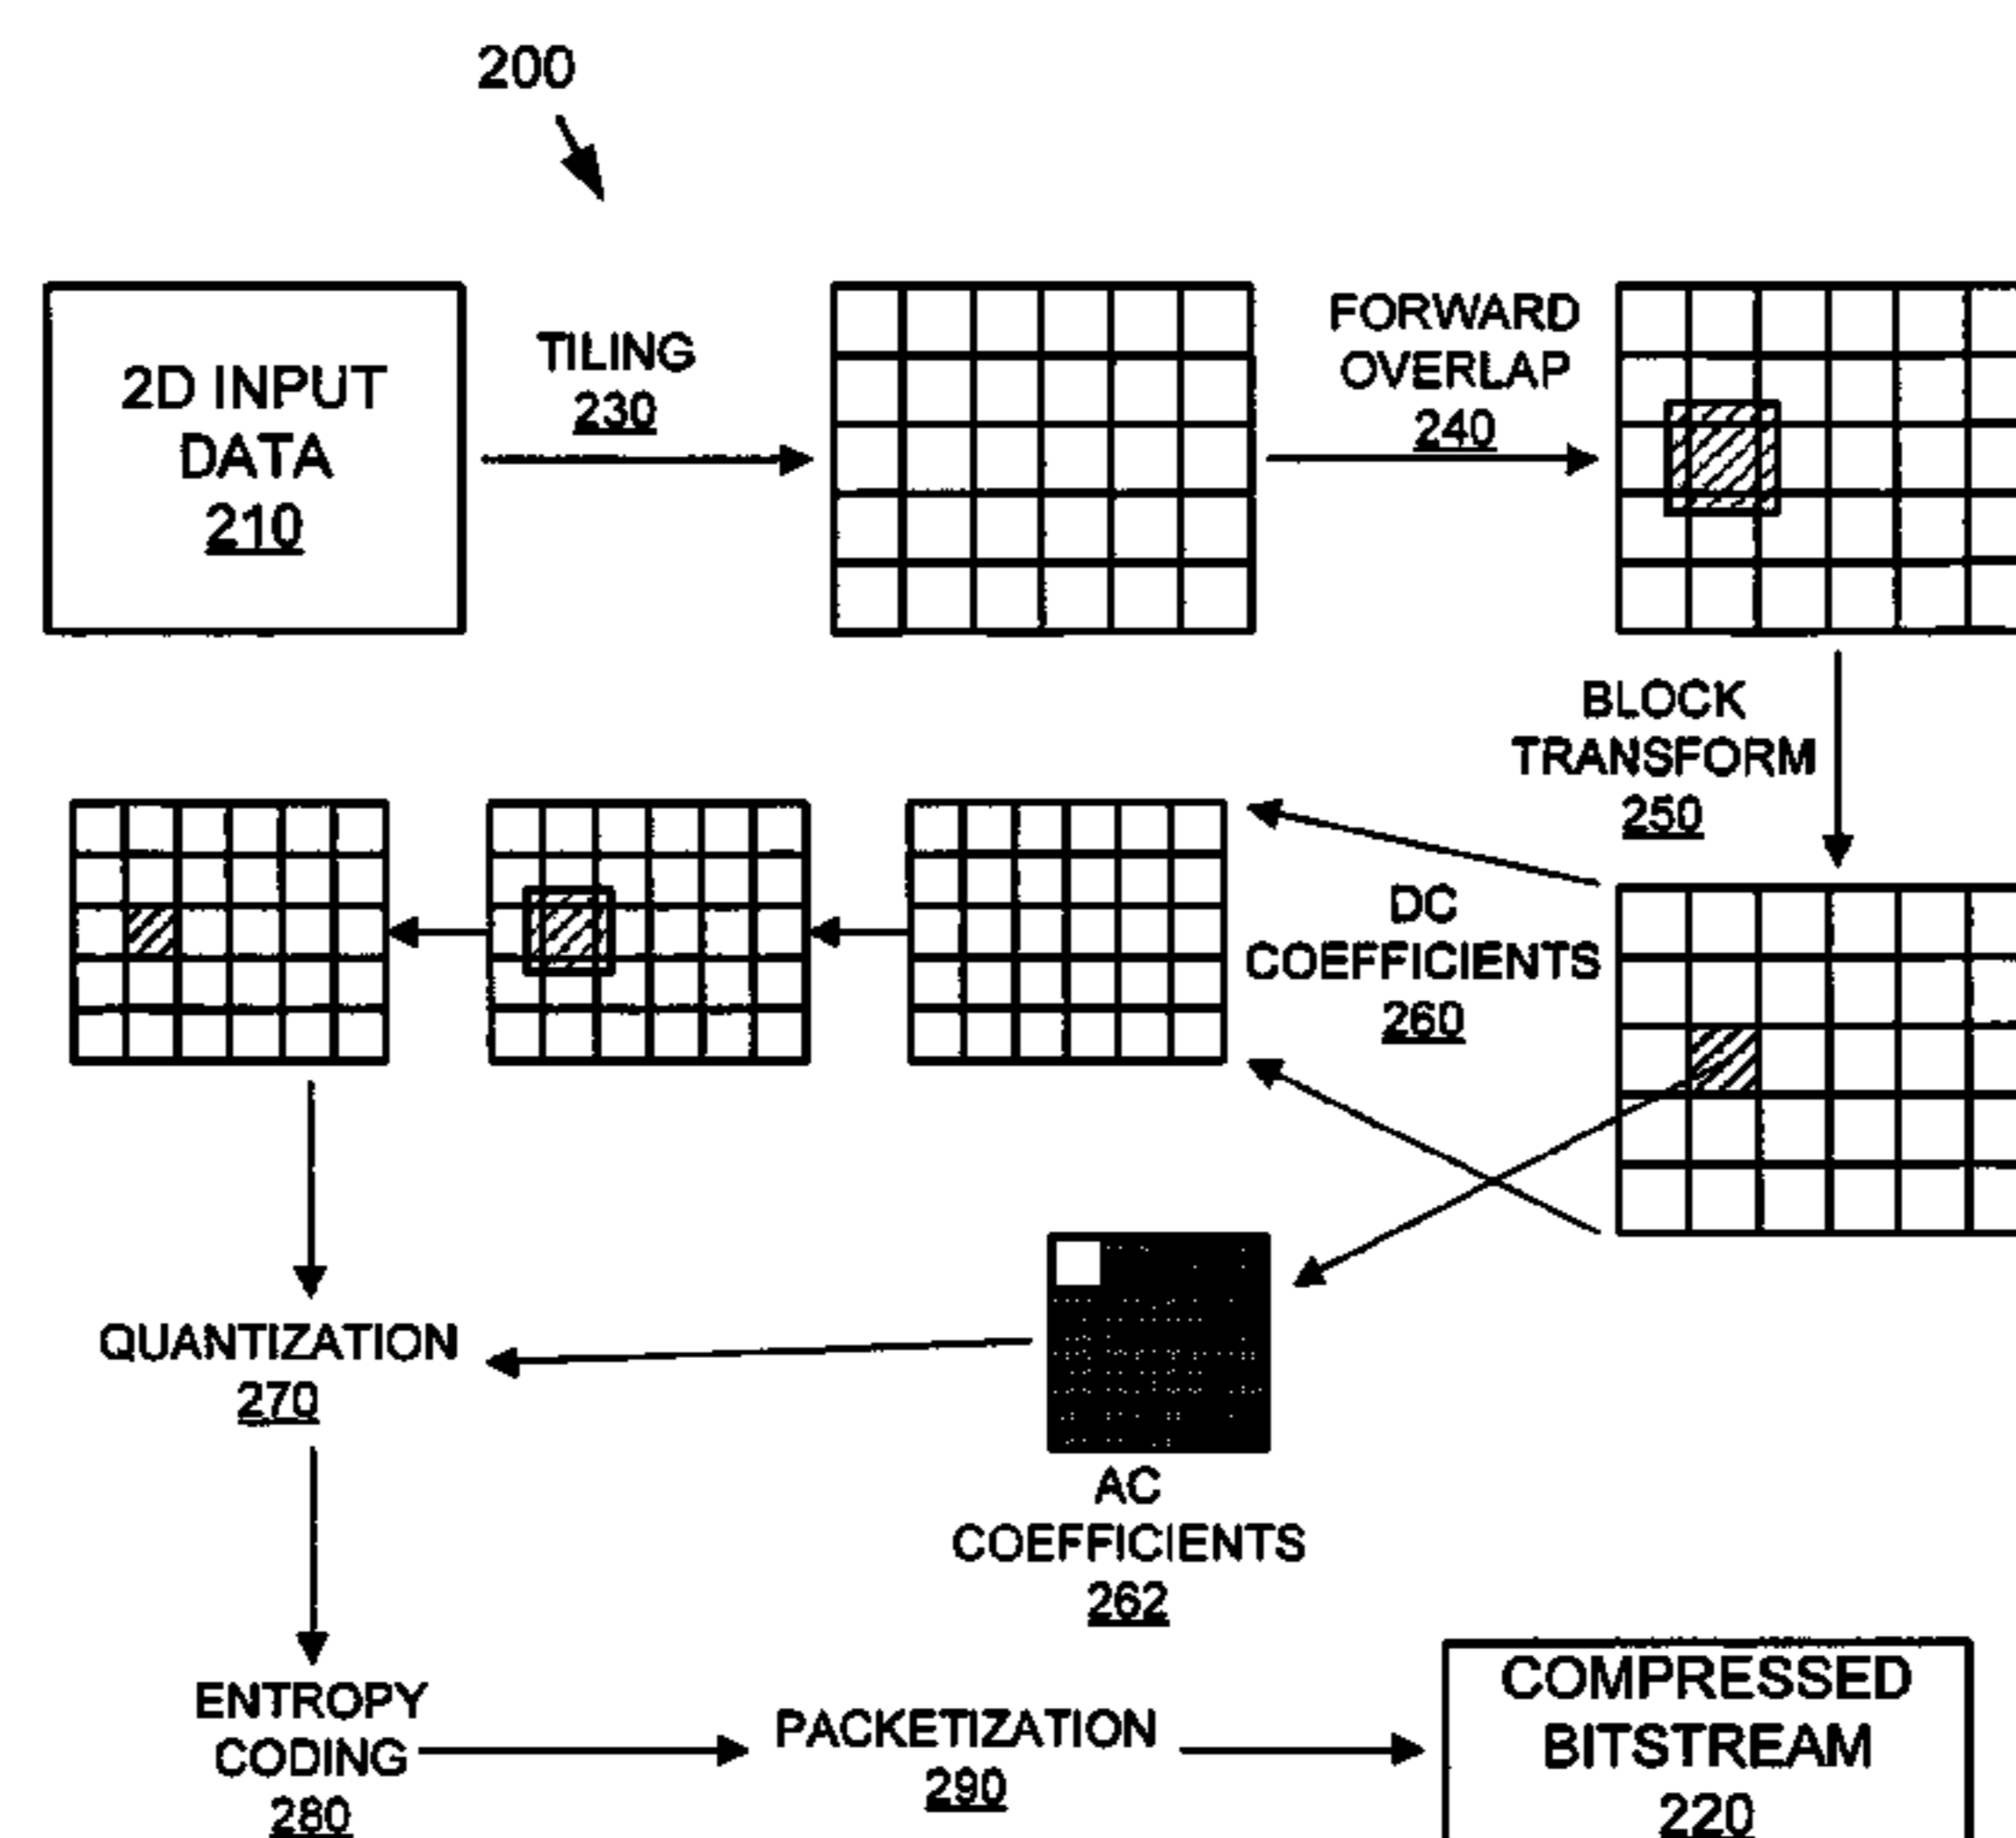 200
2D INPUT
DATA
210
TILING
230
FORWARD
OVERLAP
240
BLOCK
TRANSFORM
250
DC
COEFFICIENTS
260
QUANTIZATION
270
AC
COEFFICIENTS
262
ENTROPY
CODING
280
PACKETIZATION
290
COMPRESSED
BITSTREAM
220